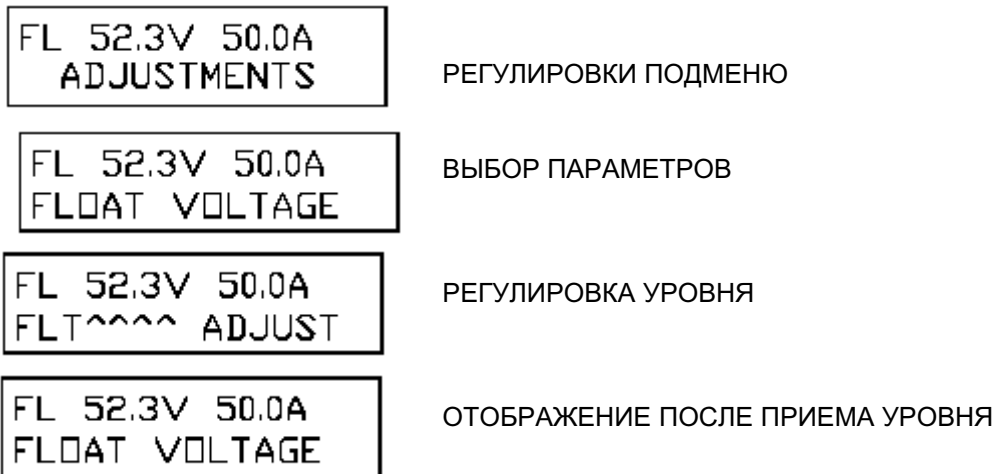 FL 52.3V 50.0A
ADJUSTMENTS
РЕГУЛИРОВКИ ПОДМЕНЮ
FL 52.3V 50.0A
FLOAT VOLTAGE
ВЫБОР ПАРАМЕТРОВ
FL 52.3V 50.0A
FLT^^^^ ADJUST
РЕГУЛИРОВКА УРОВНЯ
FL 52.3V 50.0A
FLOAT VOLTAGE
ОТОБРАЖЕНИЕ ПОСЛЕ ПРИЕМА УРОВНЯ